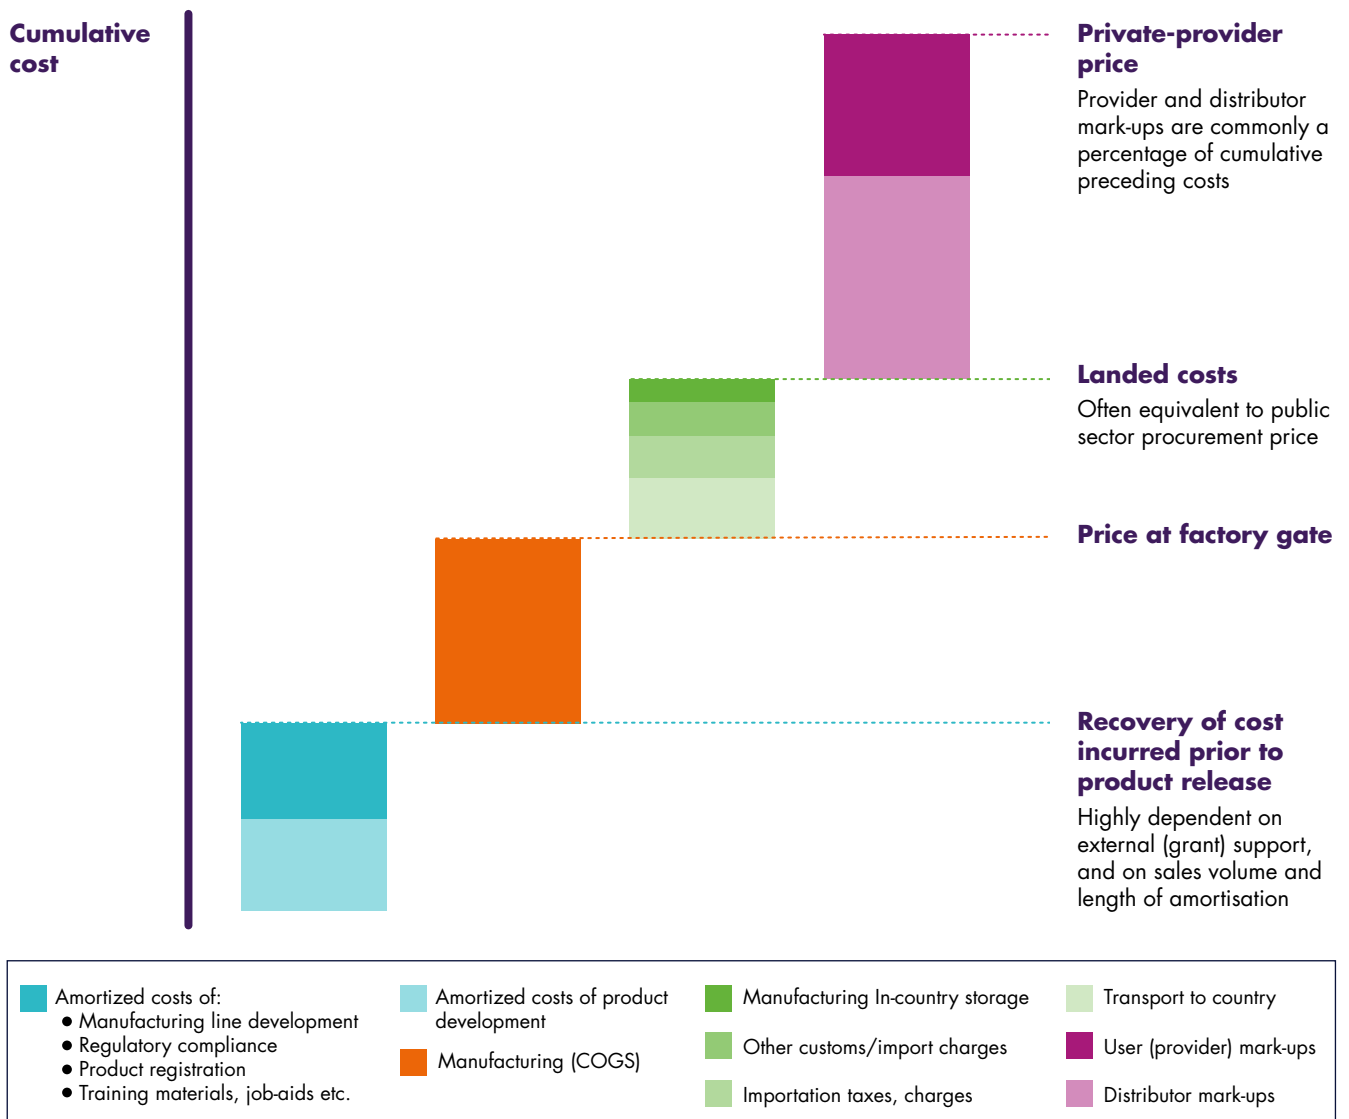 Cumulative
cost
Private-provider
price
Provider and distributor
mark-ups are commonly a
percentage of cumulative
preceding costs
Landed costs
Often equivalent to public
sector procurement price
Price at factory gate
Recovery of cost
incurred prior to
product release
Highly dependent on
external (grant) support,
and on sales volume and
length of amortisation
Amortized costs of:
• Manufacturing line development
• Regulatory compliance
• Product registration
• Training materials, job-aids etc.
Amortized costs of product
development
Manufacturing (COGS)
Manufacturing In-country storage
Other customs/import charges
Importation taxes, charges
Transport to country
User (provider) mark-ups
Distributor mark-ups